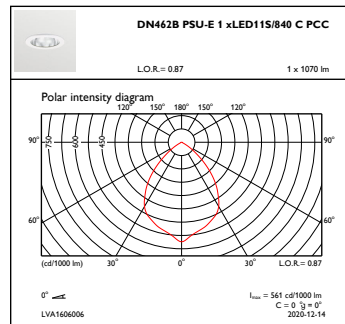 DN462B PSU-E 1 xLED11S/840 C PCC
L.O.R.= 0.87 1 x 1070 lm
Polar intensity diagram
120° 150° 180° 150° 120°
90° 750 600 450 90°
60° 60°
(cd/1000 lm) 30° 0° 30° L.O.R.= 0.87
0° Imax = 561 cd/1000 lm
C = 0 °g = 0°
LVA1606006 2020-12-14